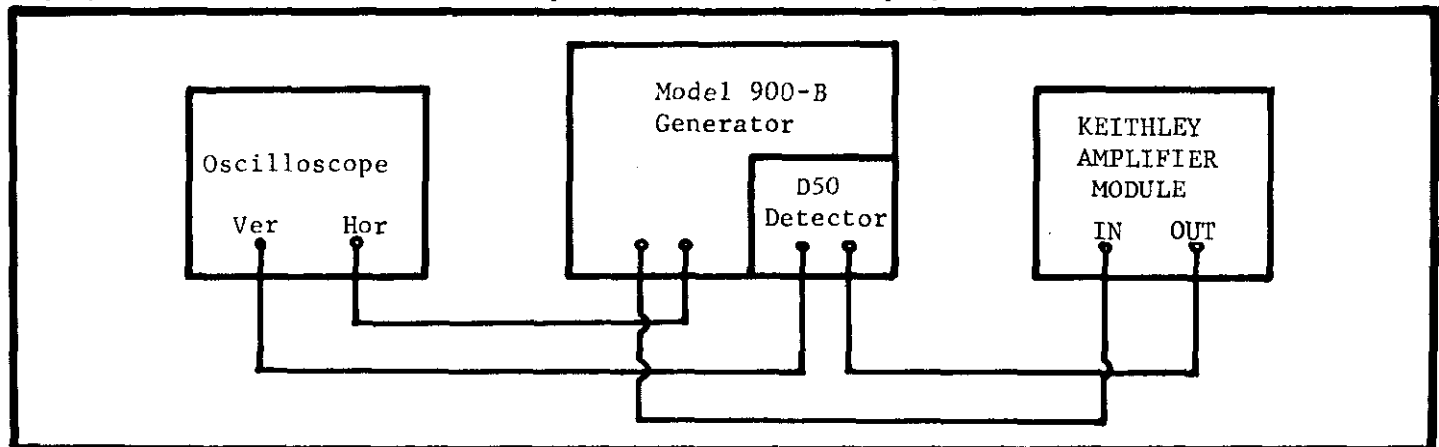 Oscilloscope
Ver Hor
Model 900-B
Generator
D50
Detector
KEITHLEY
AMPLIFIER
MODULE
IN OUT